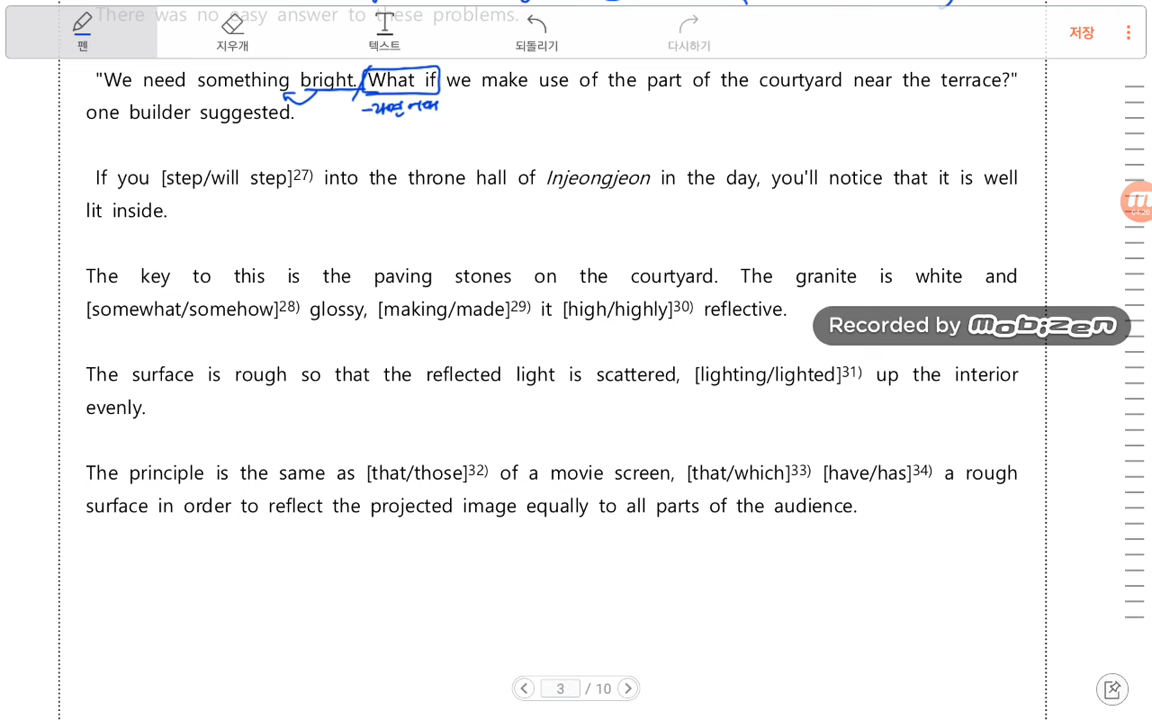 There was no easy answer to these problems.
펜 지우개 텍스트 되돌리기 다시하기 저장
"We need something bright. What if we make use of the part of the courtyard near the terrace?"
one builder suggested.
If you [step/will step]27) into the throne hall of Injeongjeon in the day, you'll notice that it is well
lit inside.
04:20
The key to this is the paving stones on the courtyard. The granite is white and
[somewhat/somehow]28) glossy, [making/made]29) it [high/highly]30) reflective.
Recorded by mobizen
The surface is rough so that the reflected light is scattered, [lighting/lighted]31) up the interior
evenly.
The principle is the same as [that/those]32) of a movie screen, [that/which]33) [have/has]34) a rough
surface in order to reflect the projected image equally to all parts of the audience.
3 / 10